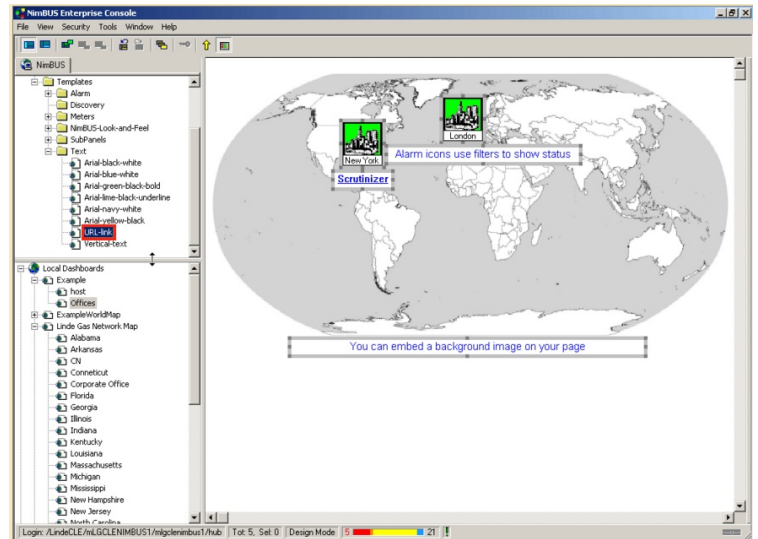 NimBUS Enterprise Console
File View Security Tools Window Help
NimBUS
Templates
Alarm
Discovery
Meters
NimBUS-Look-and-Feel
SubPanels
Text
Arial-black-white
Arial-blue-white
Arial-green-black-bold
Arial-lime-black-underline
Arial-navy-white
Arial-yellow-black
URL-link
Vertical-text
Local Dashboards
Example
host
Offices
ExampleWorldMap
Linde Gas Network Map
Alabama
Arkansas
CN
Conneticut
Corporate Office
Florida
Georgia
Illinois
Indiana
Kentucky
Louisiana
Massachusetts
Michigan
Mississippi
New Hampshire
New Jersey
North Carolina
London
New York
Alarm icons use filters to show status
Scrutinizer
You can embed a background image on your page
Login: /LindeCLE/mLGCLENIMBUS1/mlgclenimbus1/hub Tot: 5, Sel: 0 Design Mode 5 21